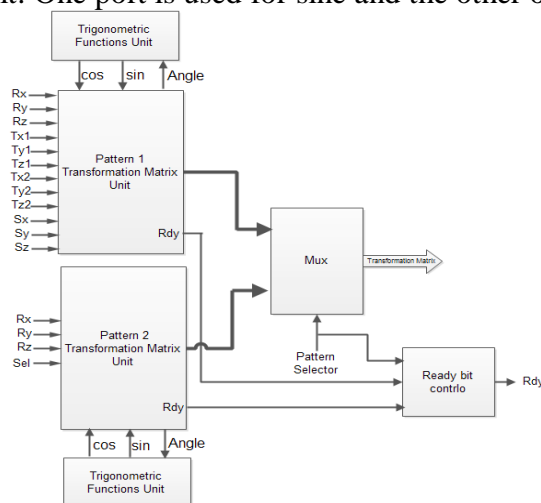 it. One port is used for sine and the other o
Trigonometric
Functions Unit
cos
sin
Angle
Rx
Ry
Rz
Tx1
Ty1
Tz1
Tx2
Ty2
Tz2
Sx
Sy
Sz
Pattern 1
Transformation Matrix
Unit
Rdy
Mux
Transformation Matrix
Rx
Ry
Rz
Sel
Pattern 2
Transformation Matrix
Unit
Rdy
Pattern
Selector
Ready bit
contrlo
Rdy
cos
sin
Angle
Trigonometric
Functions Unit